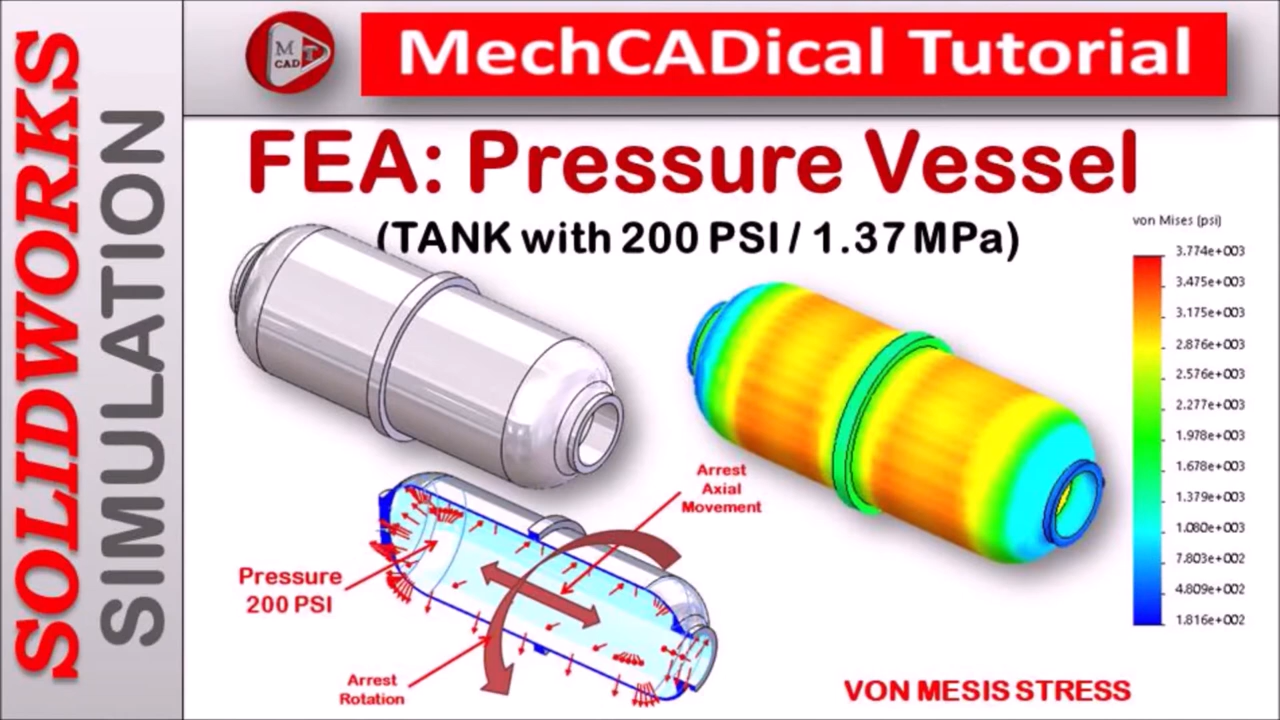 SOLIDWORKS
SIMULATION
M T
CAD
MechCADical Tutorial
FEA: Pressure Vessel
(TANK with 200 PSI / 1.37 MPa)
von Mises (psi)
3.774e+003
3.475e+003
3.175e+003
2.876e+003
2.576e+003
2.277e+003
1.978e+003
1.678e+003
1.379e+003
1.080e+003
7.803e+002
4.809e+002
1.816e+002
Arrest
Axial
Movement
Pressure
200 PSI
Arrest
Rotation
VON MESIS STRESS